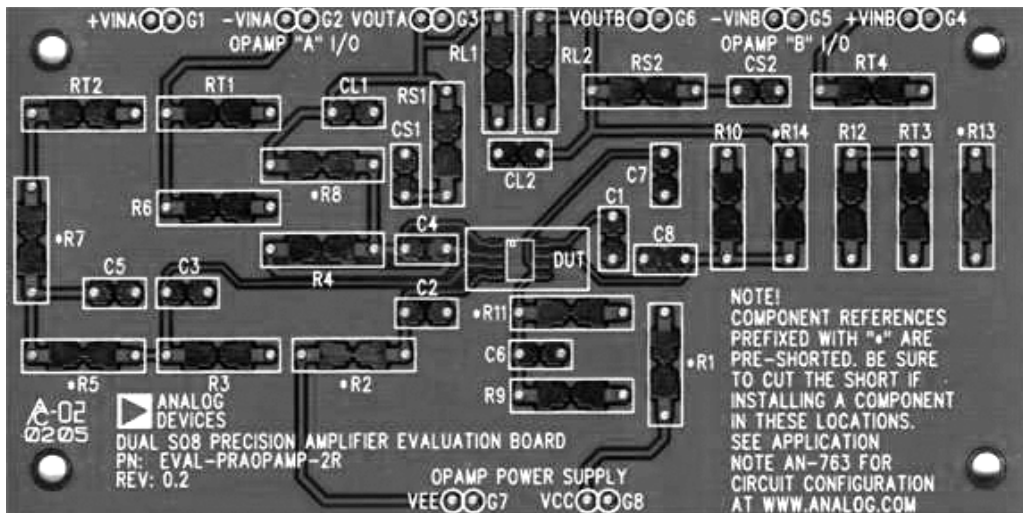 +VINA G1 -VINA G2 VOUTA G3 VOUTB G6 -VINB G5 +VINB G4
OPAMP "A" I/O OPAMP "B" I/O
RL1 RL2
RT2 RT1 CL1 RS1 RS2 CS2 RT4
CS1 R10 *R14 R12 RT3 *R13
CL2 C7
*R8
R6 C1
*R7 C4 C8
DUT
R4
C5 C3 C2
*R11
C6 *R1
*R5 R3 *R2
R9
NOTE!
COMPONENT REFERENCES
PREFIXED WITH "*" ARE
PRE-SHORTED. BE SURE
TO CUT THE SHORT IF
INSTALLING A COMPONENT
IN THESE LOCATIONS.
SEE APPLICATION
NOTE AN-763 FOR
CIRCUIT CONFIGURATION
AT WWW.ANALOG.COM
A-02
C
0205
ANALOG
DEVICES
DUAL SO8 PRECISION AMPLIFIER EVALUATION BOARD
PN: EVAL-PRAOPAMP-2R
REV: 0.2
OPAMP POWER SUPPLY
VEE G7 VCC G8